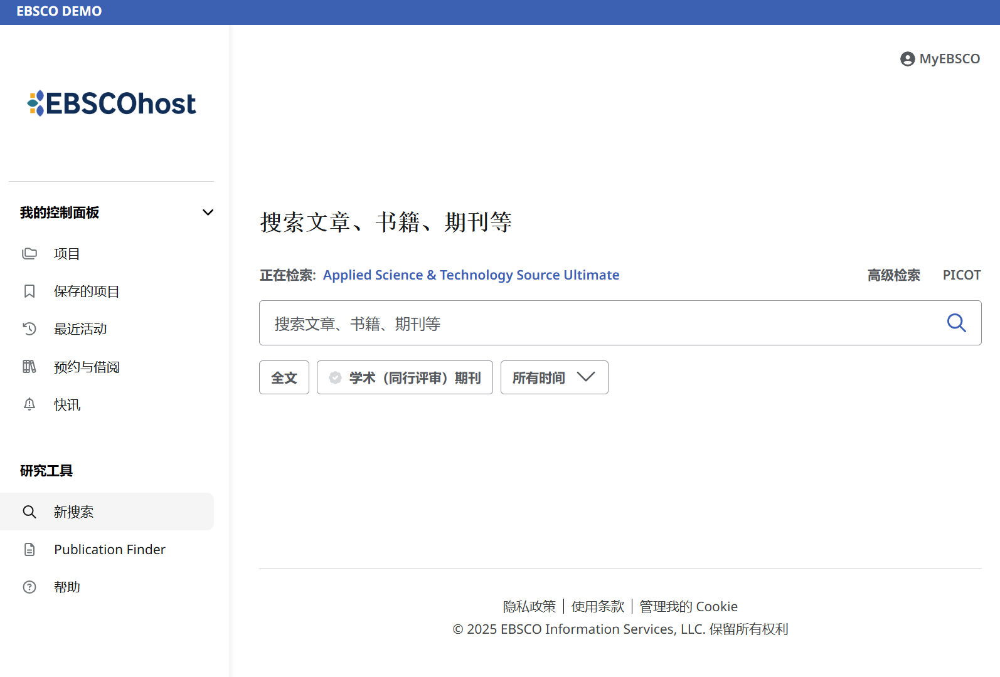 EBSCO DEMO
MyEBSCO
EBSCOhost
我的控制面板
项目
保存的项目
最近活动
预约与借阅
快讯
研究工具
新搜索
Publication Finder
帮助
搜索文章、书籍、期刊等
正在检索: Applied Science & Technology Source Ultimate
高级检索 PICOT
搜索文章、书籍、期刊等
全文 学术（同行评审）期刊 所有时间
隐私政策 | 使用条款 | 管理我的 Cookie
© 2025 EBSCO Information Services, LLC. 保留所有权利